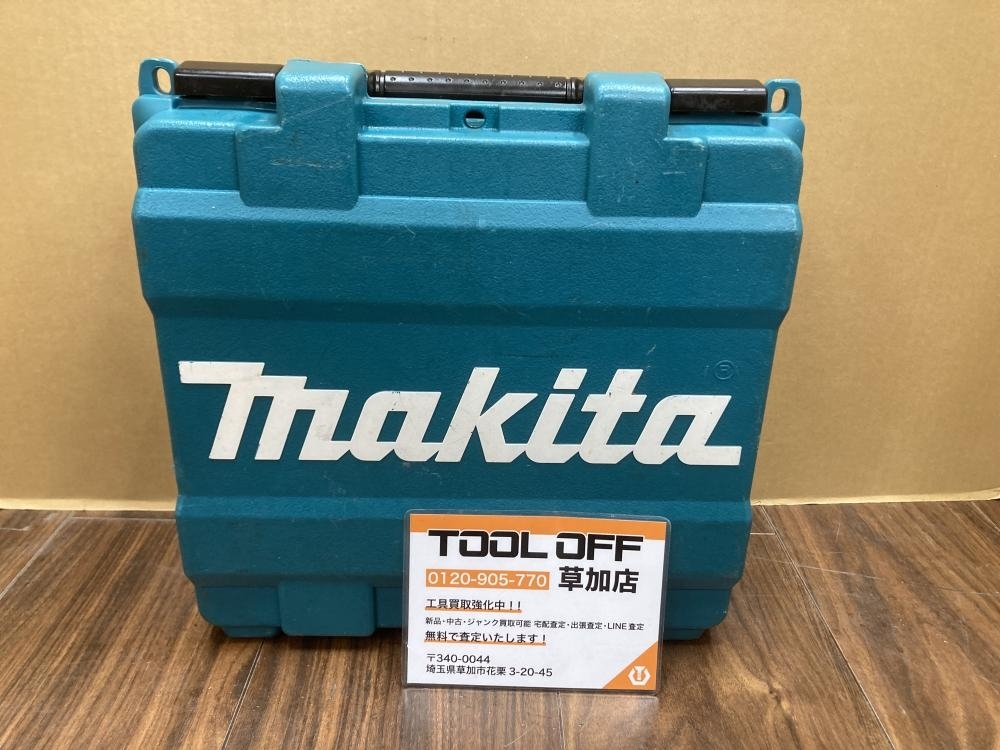 makita
®
TOOL OFF
0120-905-770 草加店
工具買取強化中！！
新品・中古・ジャンク買取可能 宅配査定・出張査定・LINE査定
無料で査定いたします！
〒340-0044
埼玉県草加市花栗 3-20-45